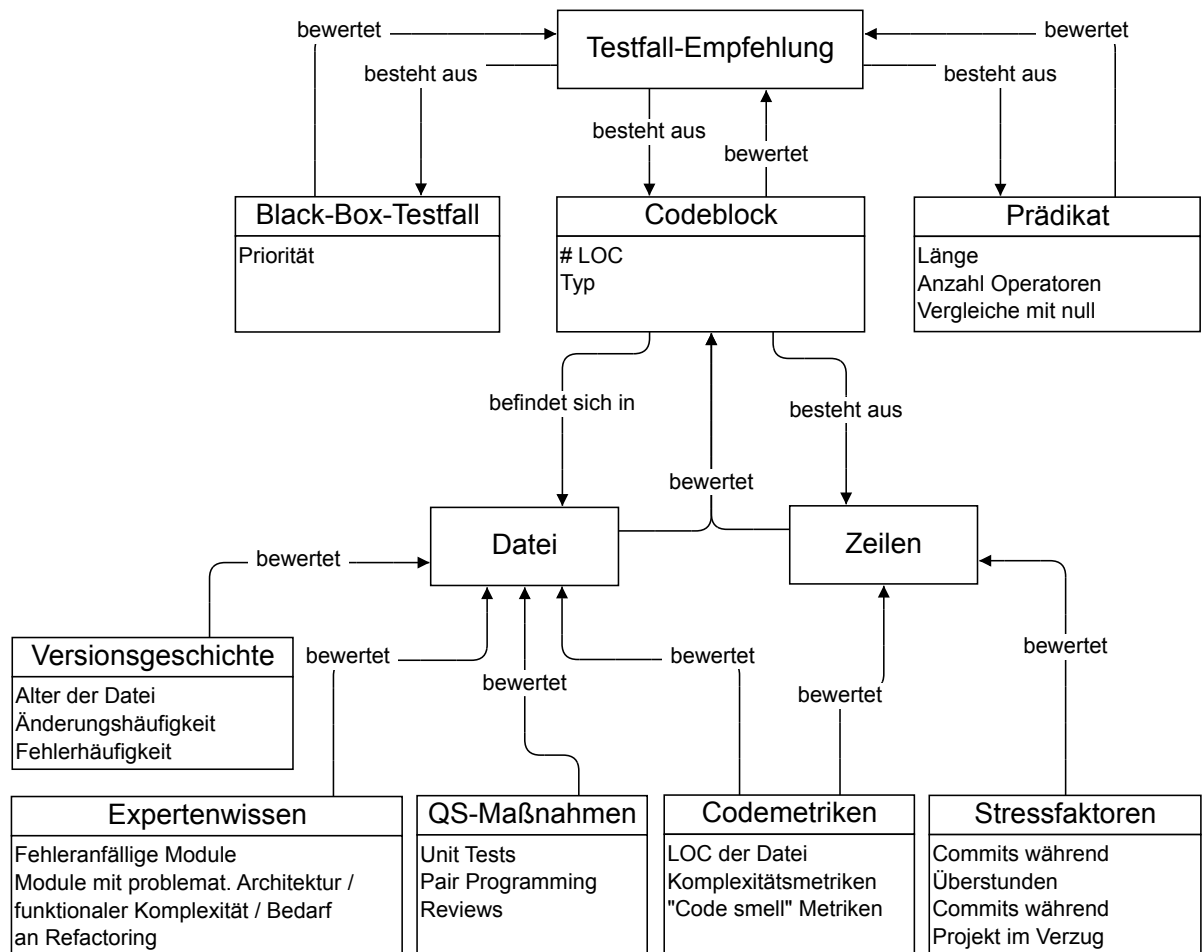 bewertet
Testfall-Empfehlung
bewertet
besteht aus
besteht aus
besteht aus
bewertet
Black-Box-Testfall
Priorität
Codeblock
# LOC
Typ
Prädikat
Länge
Anzahl Operatoren
Vergleiche mit null
befindet sich in
besteht aus
bewertet
Datei
Zeilen
bewertet
Versionsgeschichte
Alter der Datei
Änderungshäufigkeit
Fehlerhäufigkeit
bewertet
bewertet
bewertet
bewertet
bewertet
Expertenwissen
Fehleranfällige Module
Module mit problemat. Architektur /
funktionaler Komplexität / Bedarf
an Refactoring
QS-Maßnahmen
Unit Tests
Pair Programming
Reviews
Codemetriken
LOC der Datei
Komplexitätsmetriken
"Code smell" Metriken
Stressfaktoren
Commits während
Überstunden
Commits während
Projekt im Verzug